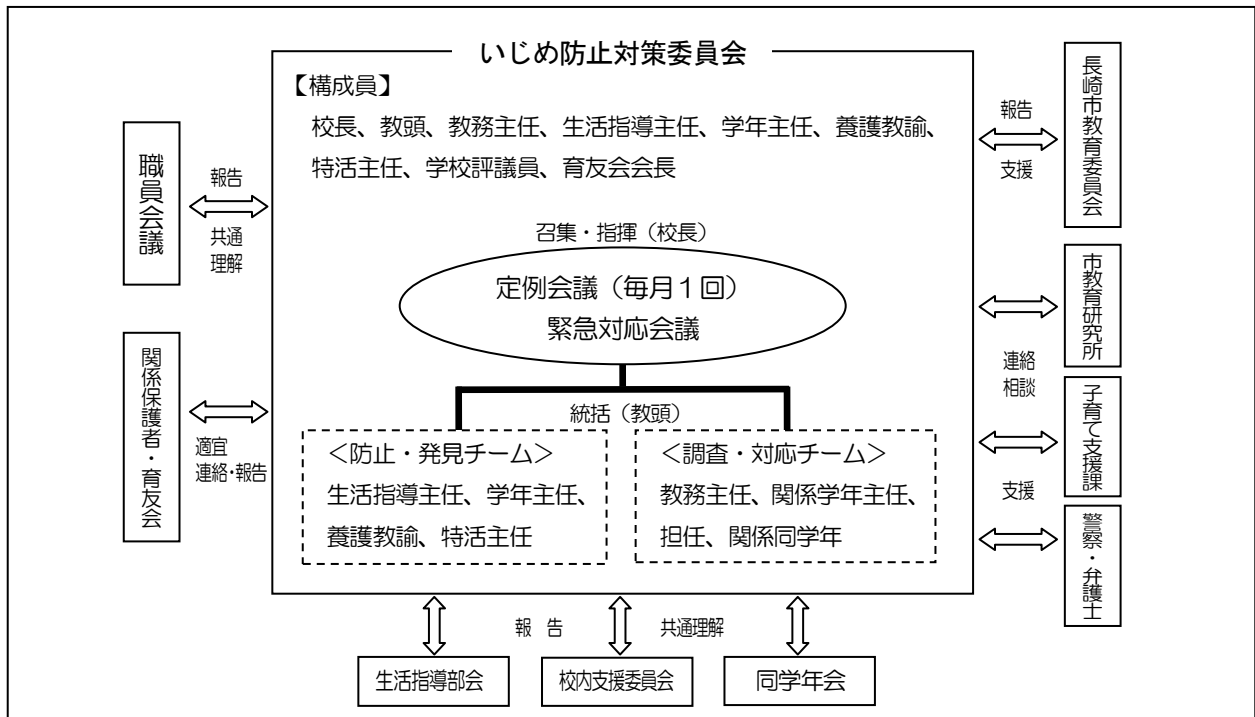 いじめ防止対策委員会
【構成員】
校長、教頭、教務主任、生活指導主任、学年主任、養護教諭、
特活主任、学校評議員、育友会会長
召集・指揮（校長）
定例会議（毎月１回）
緊急対応会議
統括（教頭）
＜防止・発見チーム＞
生活指導主任、学年主任、
養護教諭、特活主任
＜調査・対応チーム＞
教務主任、関係学年主任、
担任、関係同学年
職員会議
報告
共通
理解
関係保護者・育友会
適宜
連絡・報告
報告
支援
長崎市教育委員会
市教育研究所
連絡
相談
子育て支援課
支援
警察・弁護士
報　告
共通理解
生活指導部会
校内支援委員会
同学年会